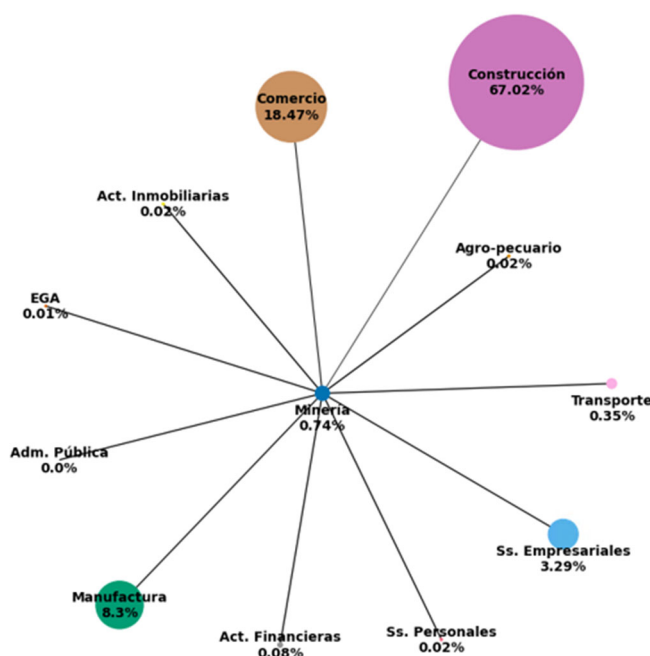 Construcción
67.02%
Comercio
18.47%
Act. Inmobiliarias
0.02%
Agro-pecuario
0.02%
EGA
0.01%
Transporte
0.35%
Minería
0.74%
Adm. Pública
0.0%
Ss. Empresariales
3.29%
Manufactura
8.3%
Act. Financieras
0.08%
Ss. Personales
0.02%